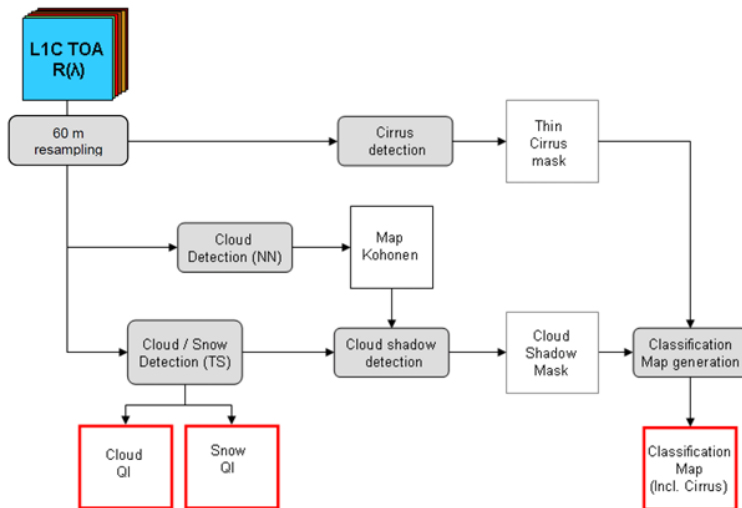 L1C TOA
R(λ)
60 m
resampling
Cirrus
detection
Thin
Cirrus
mask
Cloud
Detection (NN)
Map
Kohonen
Cloud / Snow
Detection (TS)
Cloud shadow
detection
Cloud
Shadow
Mask
Classification
Map generation
Cloud
QI
Snow
QI
Classification
Map
(Incl. Cirrus)